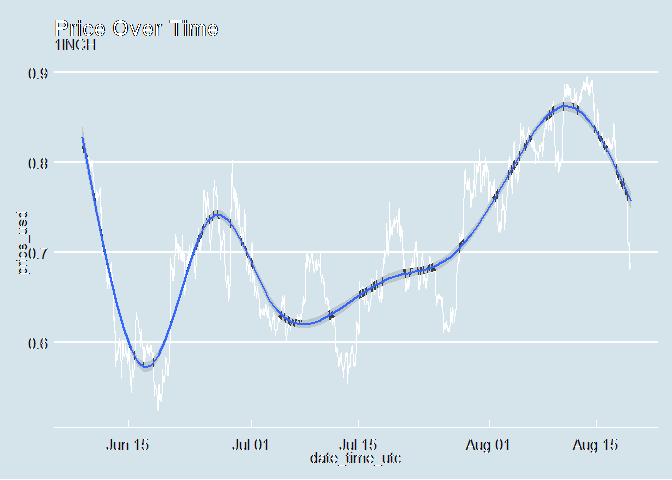 Price Over Time
1INCH
0.9
0.8
0.7
0.6
price_usd
Jun 15
Jul 01
Jul 15
Aug 01
Aug 15
date_time_utc